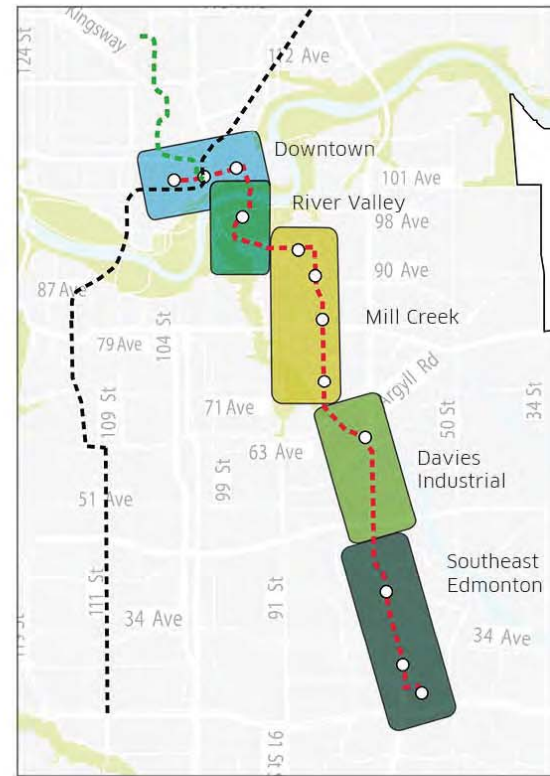 Kingsway
124 St
112 Ave
Downtown
101 Ave
River Valley
98 Ave
90 Ave
87 Ave
Mill Creek
79 Ave
104 St
Argyll Rd
71 Ave
109 St
50 St
34 St
63 Ave
99 St
Davies
Industrial
51 Ave
Southeast
Edmonton
111 St
91 St
34 Ave
34 Ave
91 St